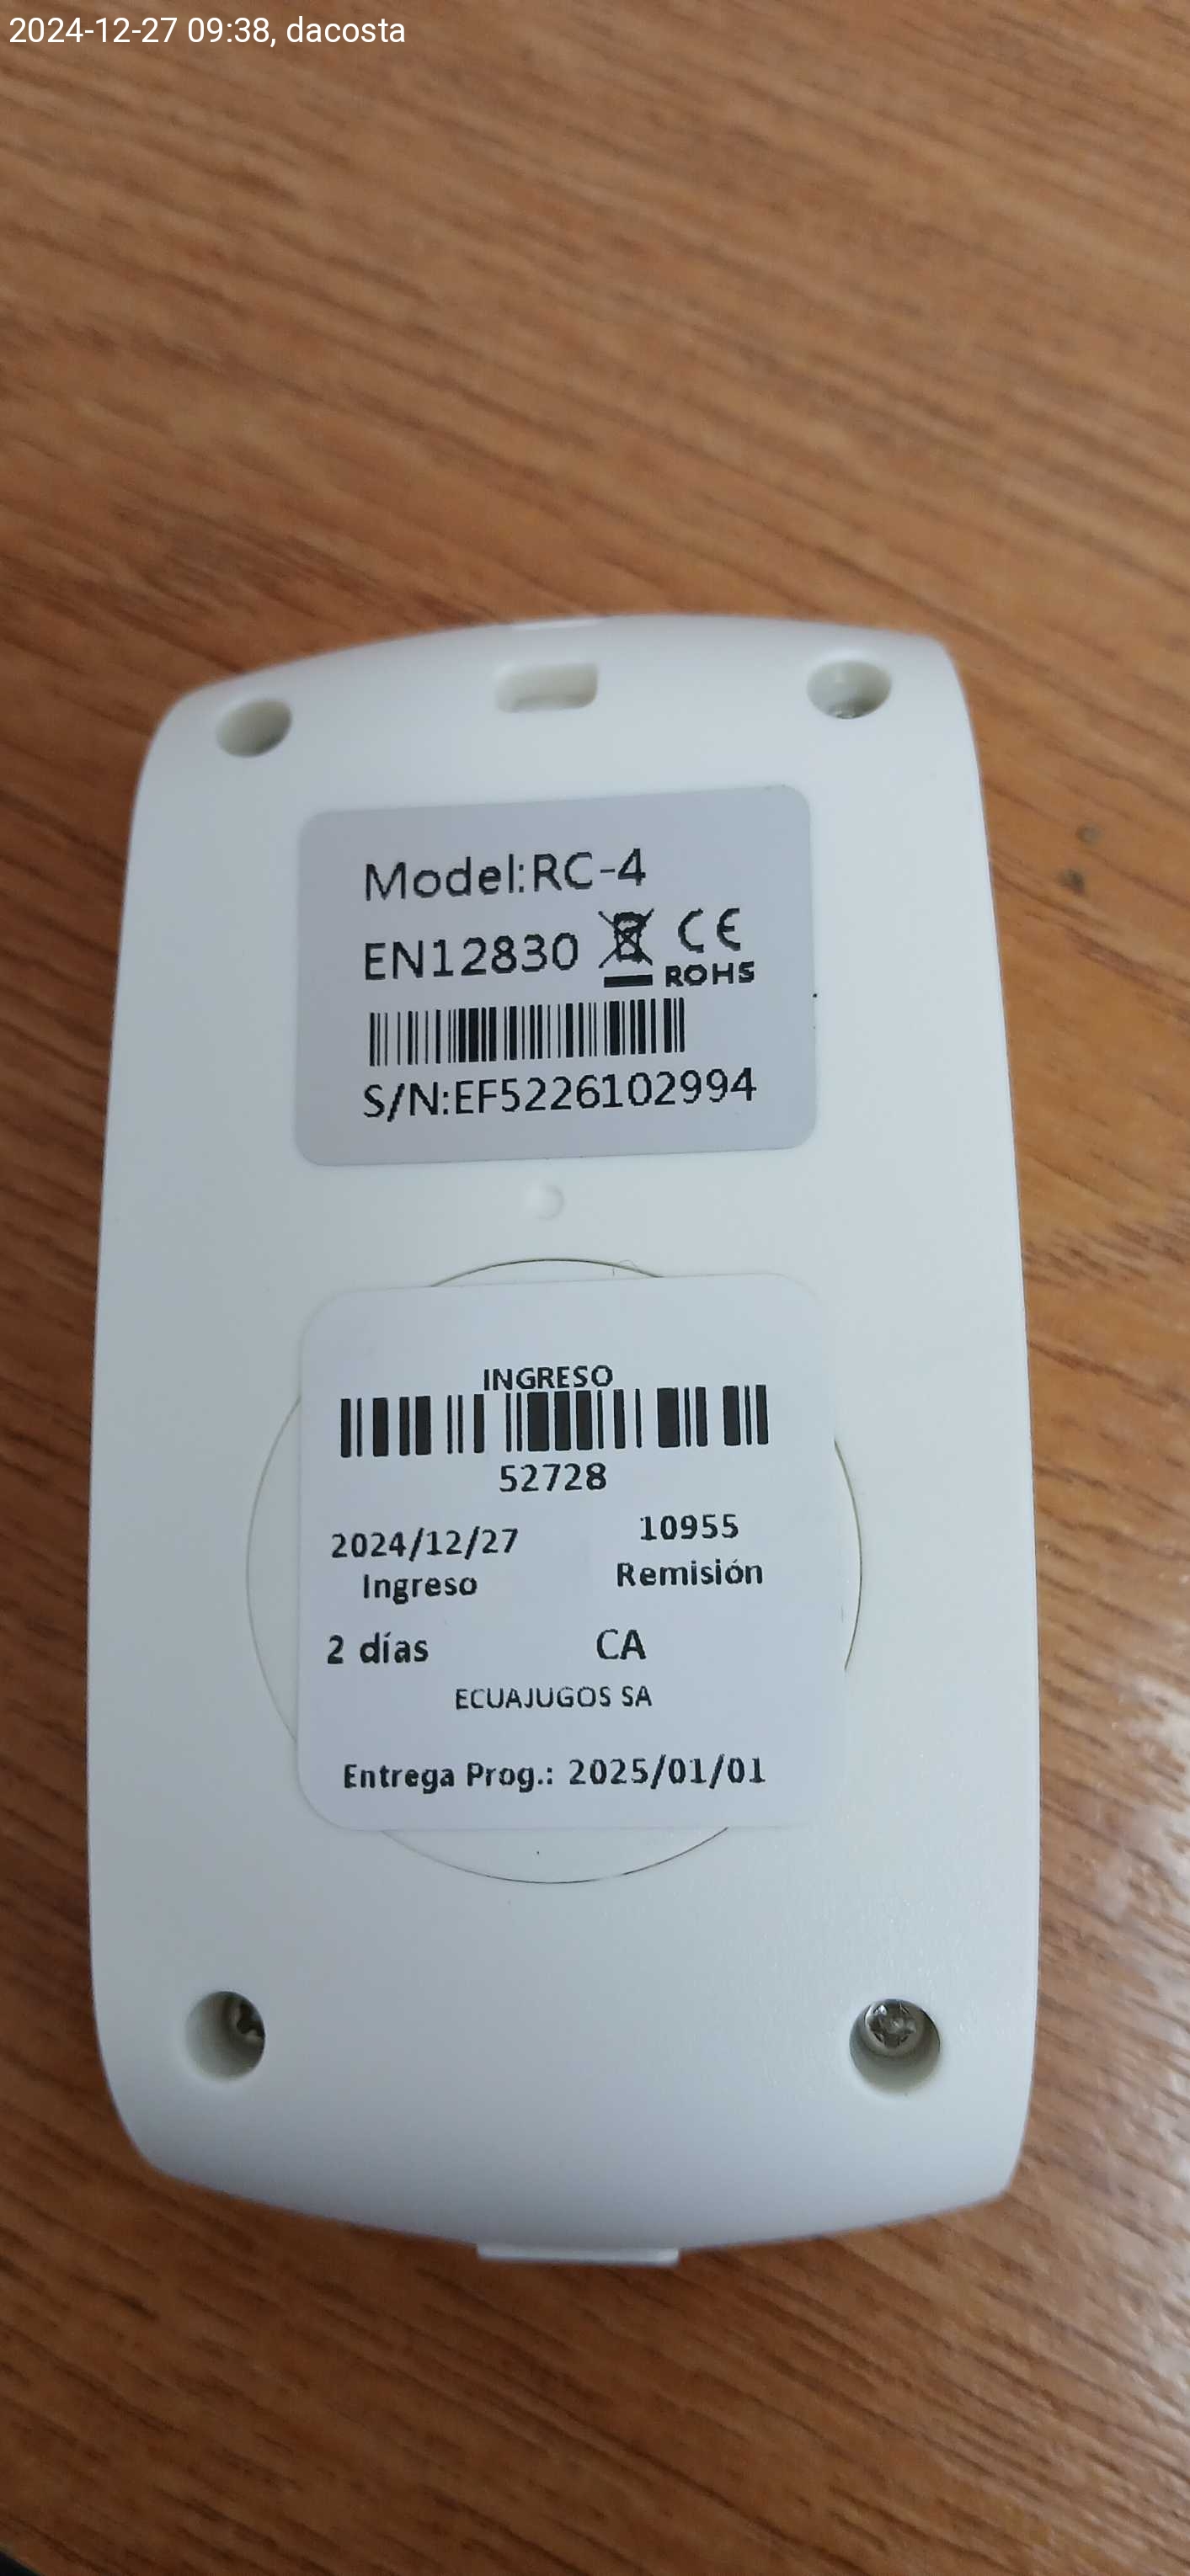 2024-12-27 09:38, dacosta
Model:RC-4
EN12830 CE
ROHS
S/N:EF5226102994
INGRESO
52728
2024/12/27 10955
Ingreso Remisión
2 días CA
ECUAJUGOS SA
Entrega Prog.: 2025/01/01